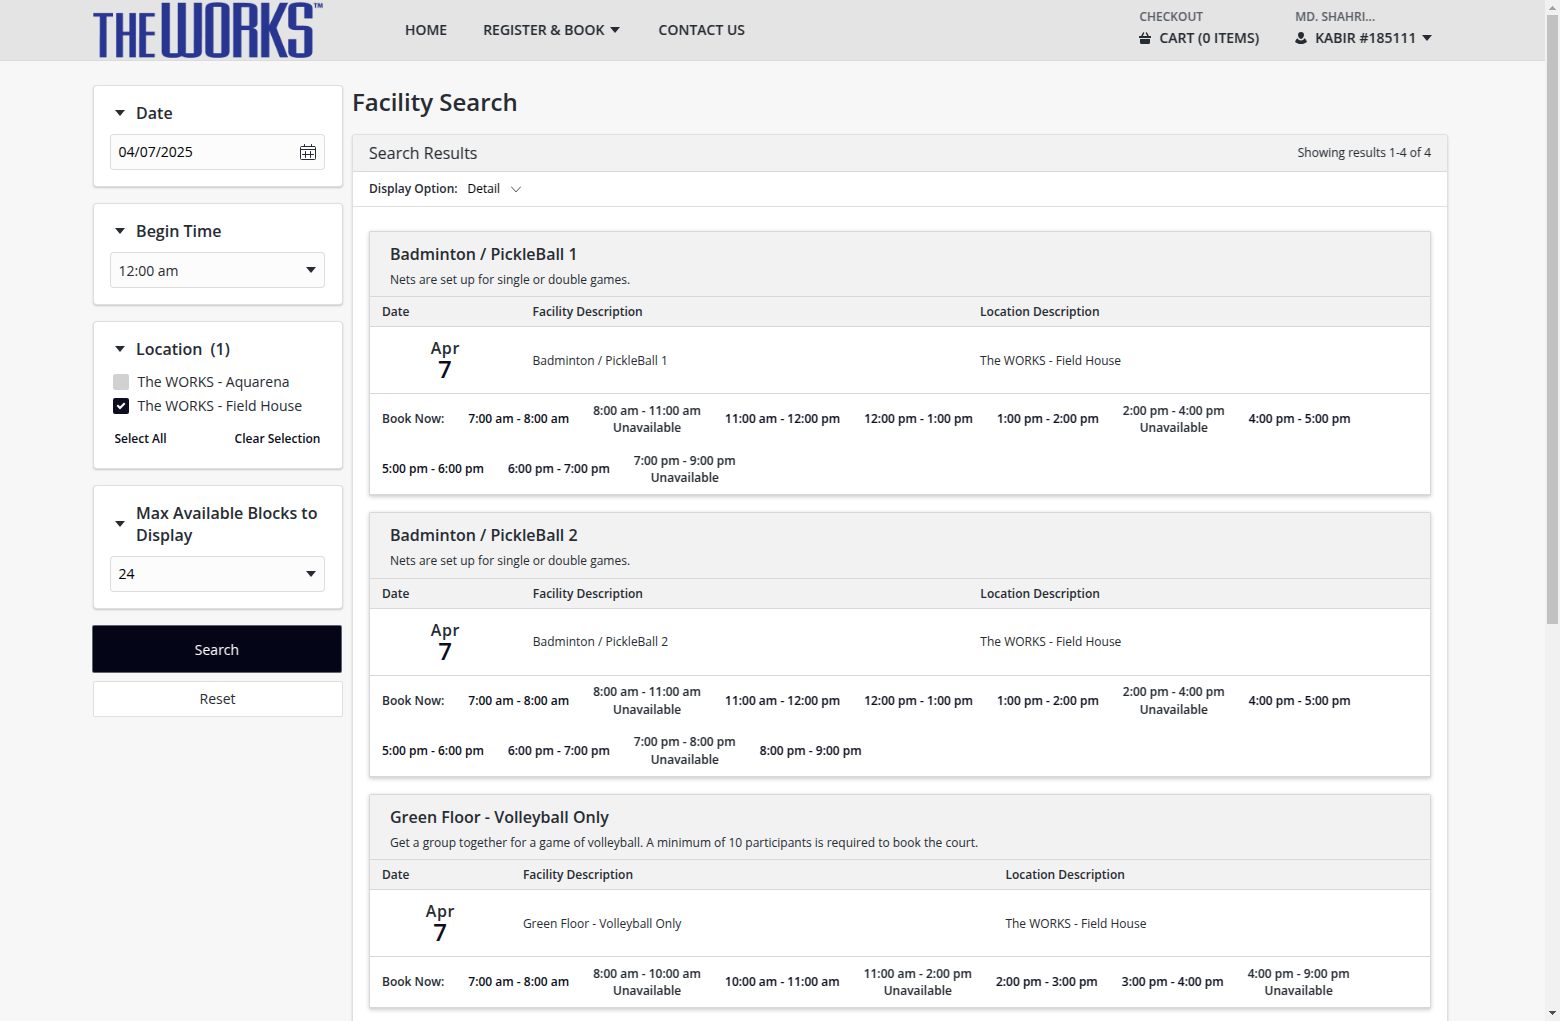 THE WORKS™
HOME
REGISTER & BOOK
CONTACT US
CHECKOUT
CART (0 ITEMS)
MD. SHAHRI...
KABIR #185111
Date
04/07/2025
Begin Time
12:00 am
Location (1)
The WORKS - Aquarena
The WORKS - Field House
Select All
Clear Selection
Max Available Blocks to
Display
24
Search
Reset
Facility Search
Search Results
Showing results 1-4 of 4
Display Option: Detail
Badminton / PickleBall 1
Nets are set up for single or double games.
Date Facility Description Location Description
Apr
7
Badminton / PickleBall 1
The WORKS - Field House
Book Now:
7:00 am - 8:00 am
8:00 am - 11:00 am
Unavailable
11:00 am - 12:00 pm
12:00 pm - 1:00 pm
1:00 pm - 2:00 pm
2:00 pm - 4:00 pm
Unavailable
4:00 pm - 5:00 pm
5:00 pm - 6:00 pm
6:00 pm - 7:00 pm
7:00 pm - 9:00 pm
Unavailable
Badminton / PickleBall 2
Nets are set up for single or double games.
Date Facility Description Location Description
Apr
7
Badminton / PickleBall 2
The WORKS - Field House
Book Now:
7:00 am - 8:00 am
8:00 am - 11:00 am
Unavailable
11:00 am - 12:00 pm
12:00 pm - 1:00 pm
1:00 pm - 2:00 pm
2:00 pm - 4:00 pm
Unavailable
4:00 pm - 5:00 pm
5:00 pm - 6:00 pm
6:00 pm - 7:00 pm
7:00 pm - 8:00 pm
Unavailable
8:00 pm - 9:00 pm
Green Floor - Volleyball Only
Get a group together for a game of volleyball. A minimum of 10 participants is required to book the court.
Date Facility Description Location Description
Apr
7
Green Floor - Volleyball Only
The WORKS - Field House
Book Now:
7:00 am - 8:00 am
8:00 am - 10:00 am
Unavailable
10:00 am - 11:00 am
11:00 am - 2:00 pm
Unavailable
2:00 pm - 3:00 pm
3:00 pm - 4:00 pm
4:00 pm - 9:00 pm
Unavailable